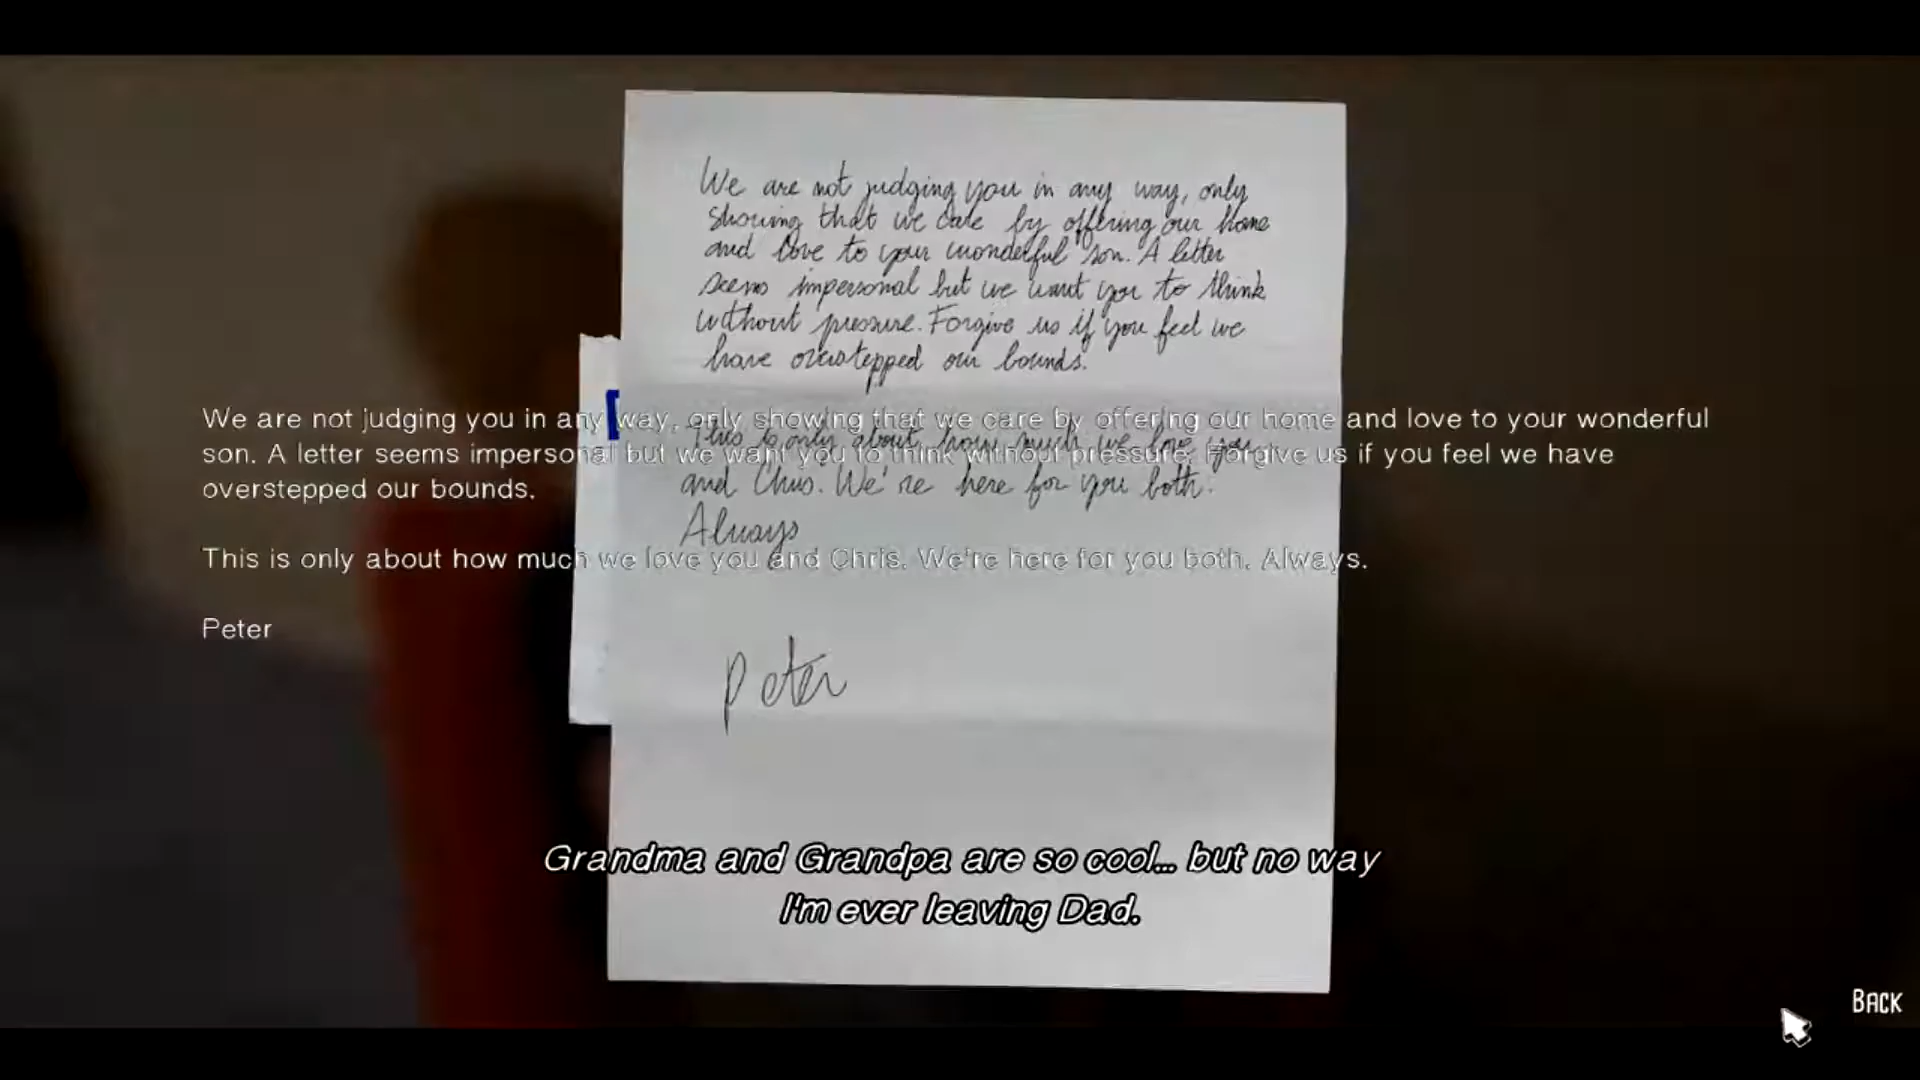 We are not judging you in any way, only
showing that we care by offering our home
and love to your wonderful son. A letter
seems impersonal but we want you to think
without pressure. Forgive us if you feel we
have overstepped our bounds.
This is only about how much we love you
and Chris. We're here for you both.
Always
Peter
We are not judging you in any way, only showing that we care by offering our home and love to your wonderful
son. A letter seems impersonal but we want you to think without pressure. Forgive us if you feel we have
overstepped our bounds.
This is only about how much we love you and Chris. We're here for you both. Always.
Peter
Grandma and Grandpa are so cool... but no way
I'm ever leaving Dad.
BACK